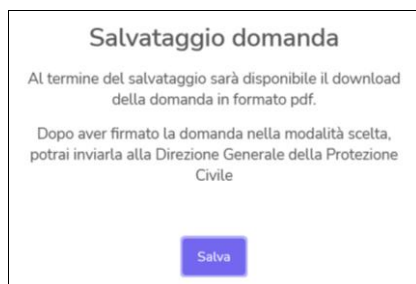 Salvataggio domanda
Al termine del salvataggio sarà disponibile il download
della domanda in formato pdf.
Dopo aver firmato la domanda nella modalità scelta,
potrai inviarla alla Direzione Generale della Protezione
Civile
Salva